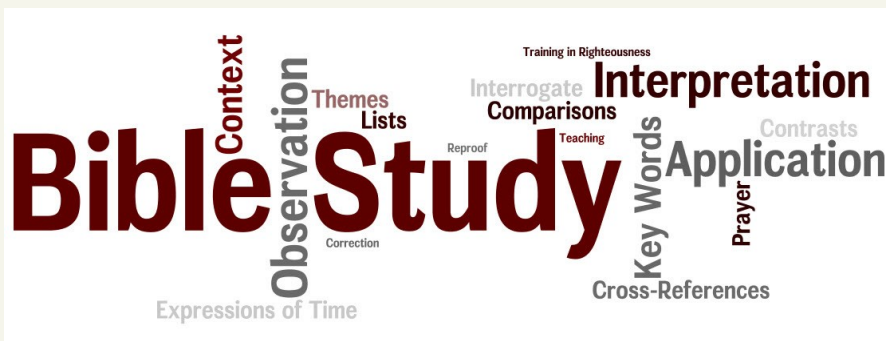 Training in Righteousness
Context
Observation
Themes
Interrogate
Interpretation
Lists
Comparisons
Contrasts
Bible Study
Reproof
Teaching
Key Words
Application
Prayer
Correction
Cross-References
Expressions of Time